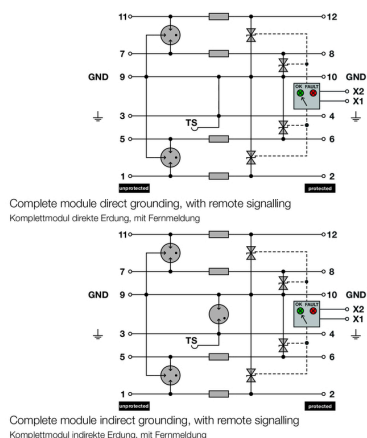 11 12
OK FAULT
7 8
GND 9 10 GND
X2
X1
3 4
TS
5 6
1 2
unprotected protected
Complete module direct grounding, with remote signalling
Komplettmodul direkte Erdung, mit Fernmeldung
11 12
7 8
OK FAULT
GND 9 10 GND
X2
X1
3 4
TS
5 6
1 2
unprotected protected
Complete module indirect grounding, with remote signalling
Komplettmodul indirekte Erdung, mit Fernmeldung